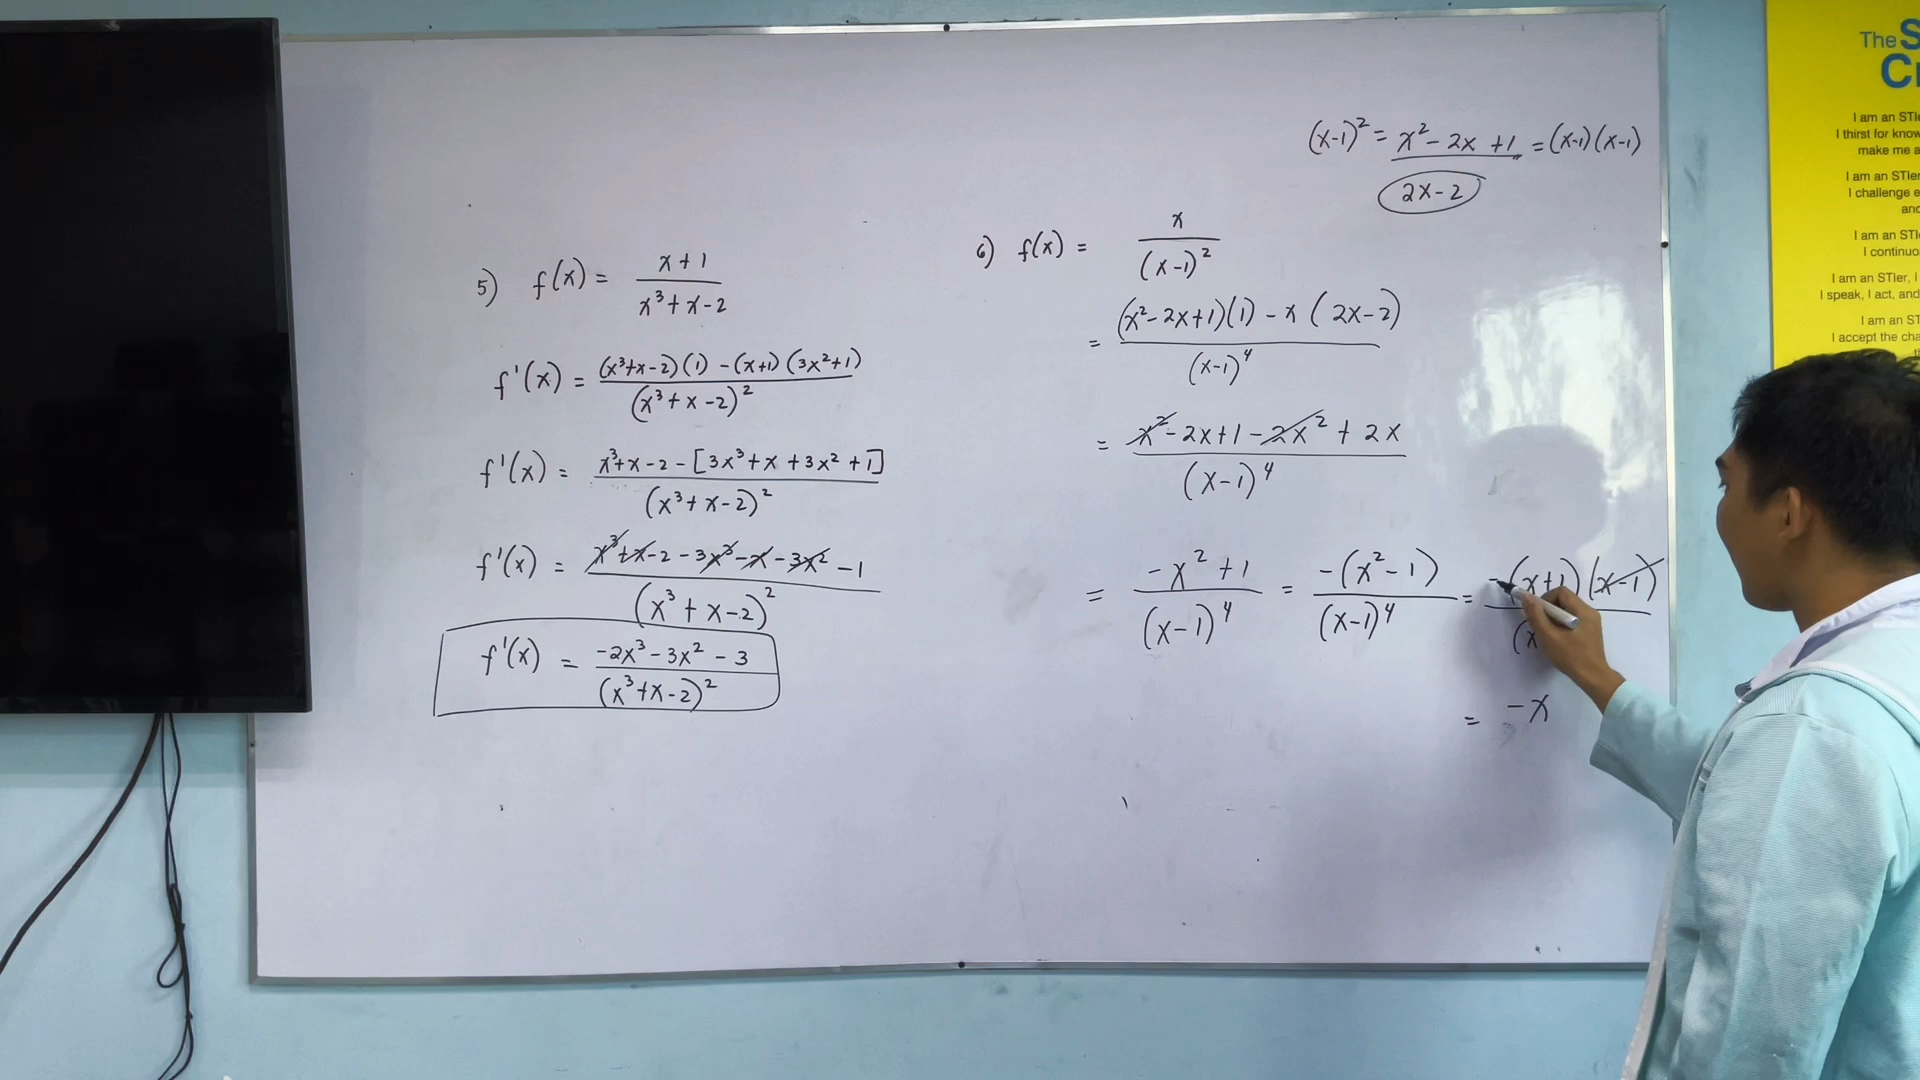 5) f(x) = x+1 / x³+x-2
f'(x) = (x³+x-2)(1) - (x+1)(3x²+1) / (x³+x-2)²
f'(x) = x³+x-2-[3x³+x+3x²+1] / (x³+x-2)²
f'(x) = x³+x-2-3x³-x-3x²-1 / (x³+x-2)²
f'(x) = -2x³-3x²-3 / (x³+x-2)²
(x-1)² = x²-2x+1 = (x-1)(x-1)
2x-2
6) f(x) = x / (x-1)²
= (x²-2x+1)(1) - x(2x-2) / (x-1)⁴
= x²-2x+1-2x²+2x / (x-1)⁴
= -x²+1 / (x-1)⁴ = -(x²-1) / (x-1)⁴ = -(x+1)(x-1) / (x
= -x
The
I am an STIe
I thirst for know
make me a
I am an STIer
I challenge e
and
I am an STI
I continuo
I am an STIer, I
I speak, I act, and
I am an ST
I accept the cha